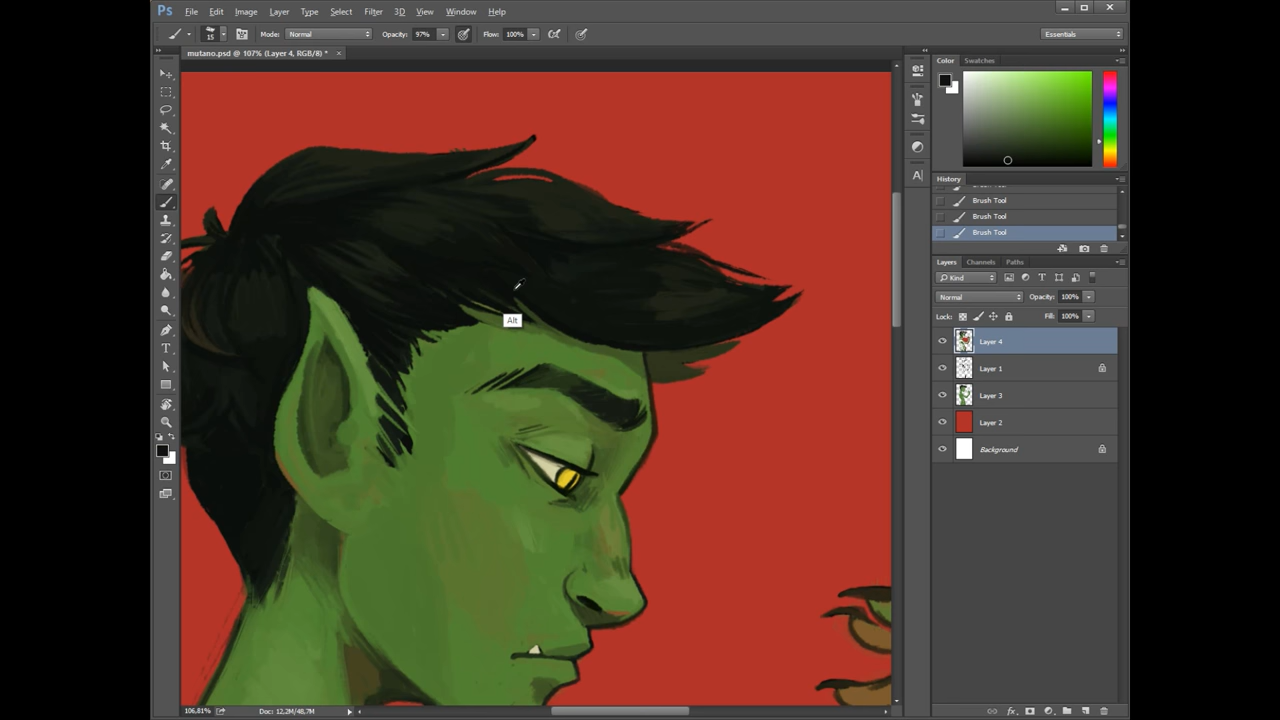 Ps File Edit Image Layer Type Select Filter 3D View Window Help
15 Mode: Normal Opacity: 97% Flow: 100% Essentials
mutano.psd @ 107% (Layer 4, RGB/8) * ×
Color Swatches
History
Brush Tool
Brush Tool
Brush Tool
Layers Channels Paths
Kind
Normal Opacity: 100%
Lock: Fill: 100%
Alt
Layer 4
Layer 1
Layer 3
Layer 2
Background
106.81% Doc: 12,2M/48,7M